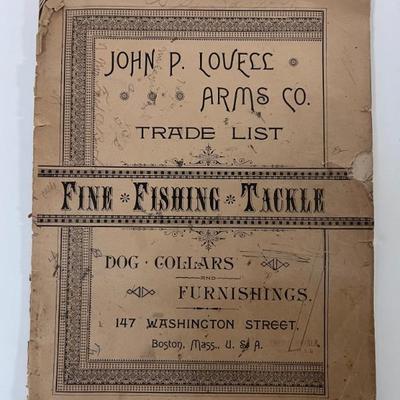 JOHN P. LOVELL
ARMS CO.
TRADE LIST
FINE FISHING TACKLE
DOG COLLARS
AND
FURNISHINGS.
147 WASHINGTON STREET,
Boston, Mass., U. S. A.